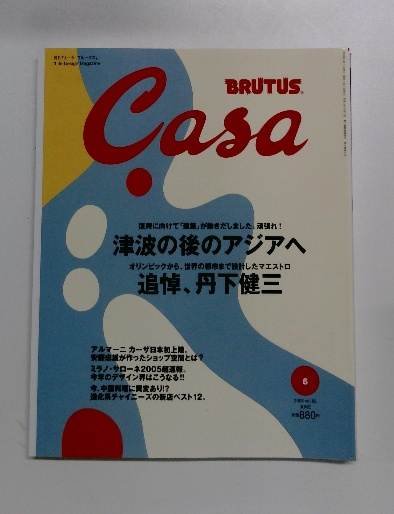 Life Design Magazine
BRUTUS
Casa
復興に向けて「建築」が動きだしました。頑張れ！
津波の後のアジアへ
オリンピックから、世界の都市まで設計したマエストロ
追悼、丹下健三
アルマーニ カーザ日本初上陸。
安藤忠雄が作ったショップ空間とは？
ミラノ・サローネ2005超速報。
今年のデザイン界はこうなる!!
今、中国料理に異変あり!?
進化系チャイニーズの新店ベスト12。
6
JUNE
880円